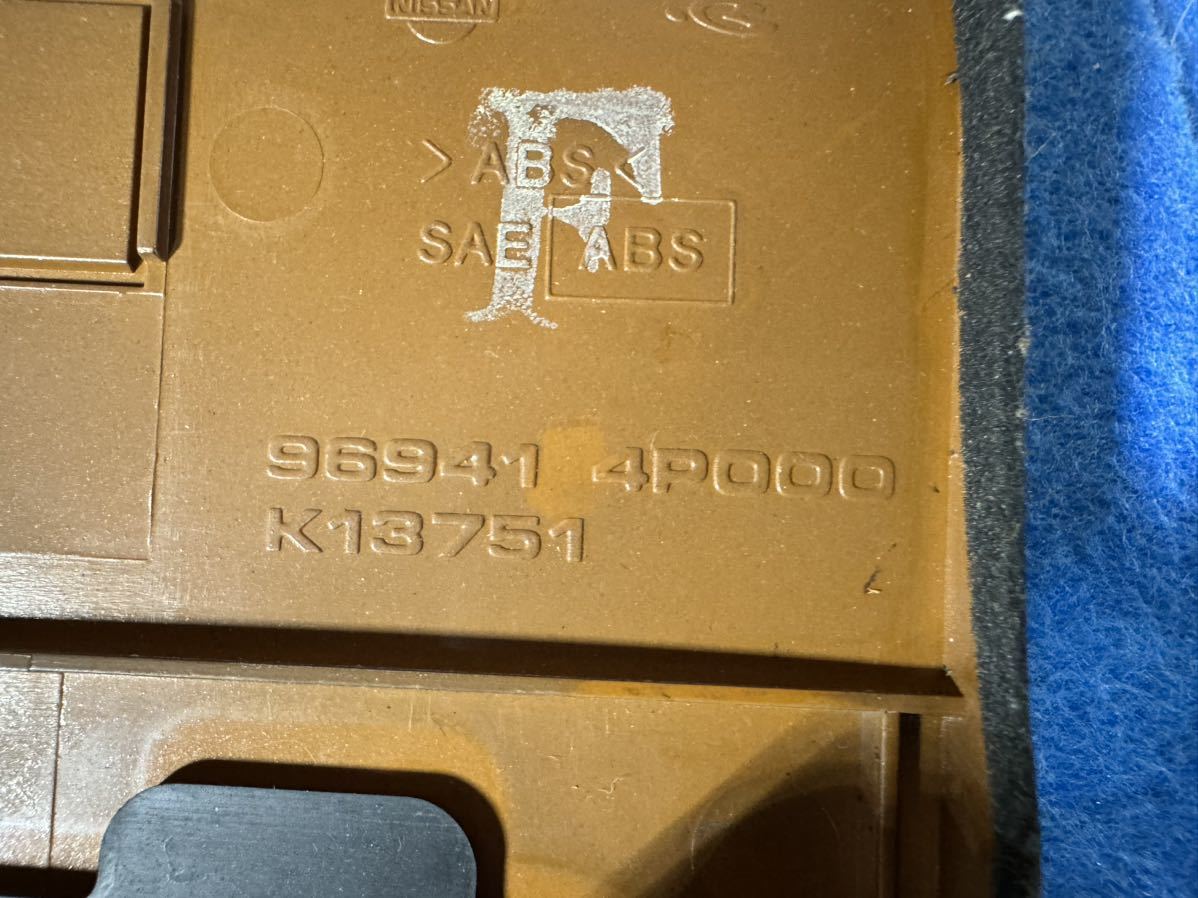 NISSAN
F
>ABS<
SAE ABS
96941 4P000
K13751